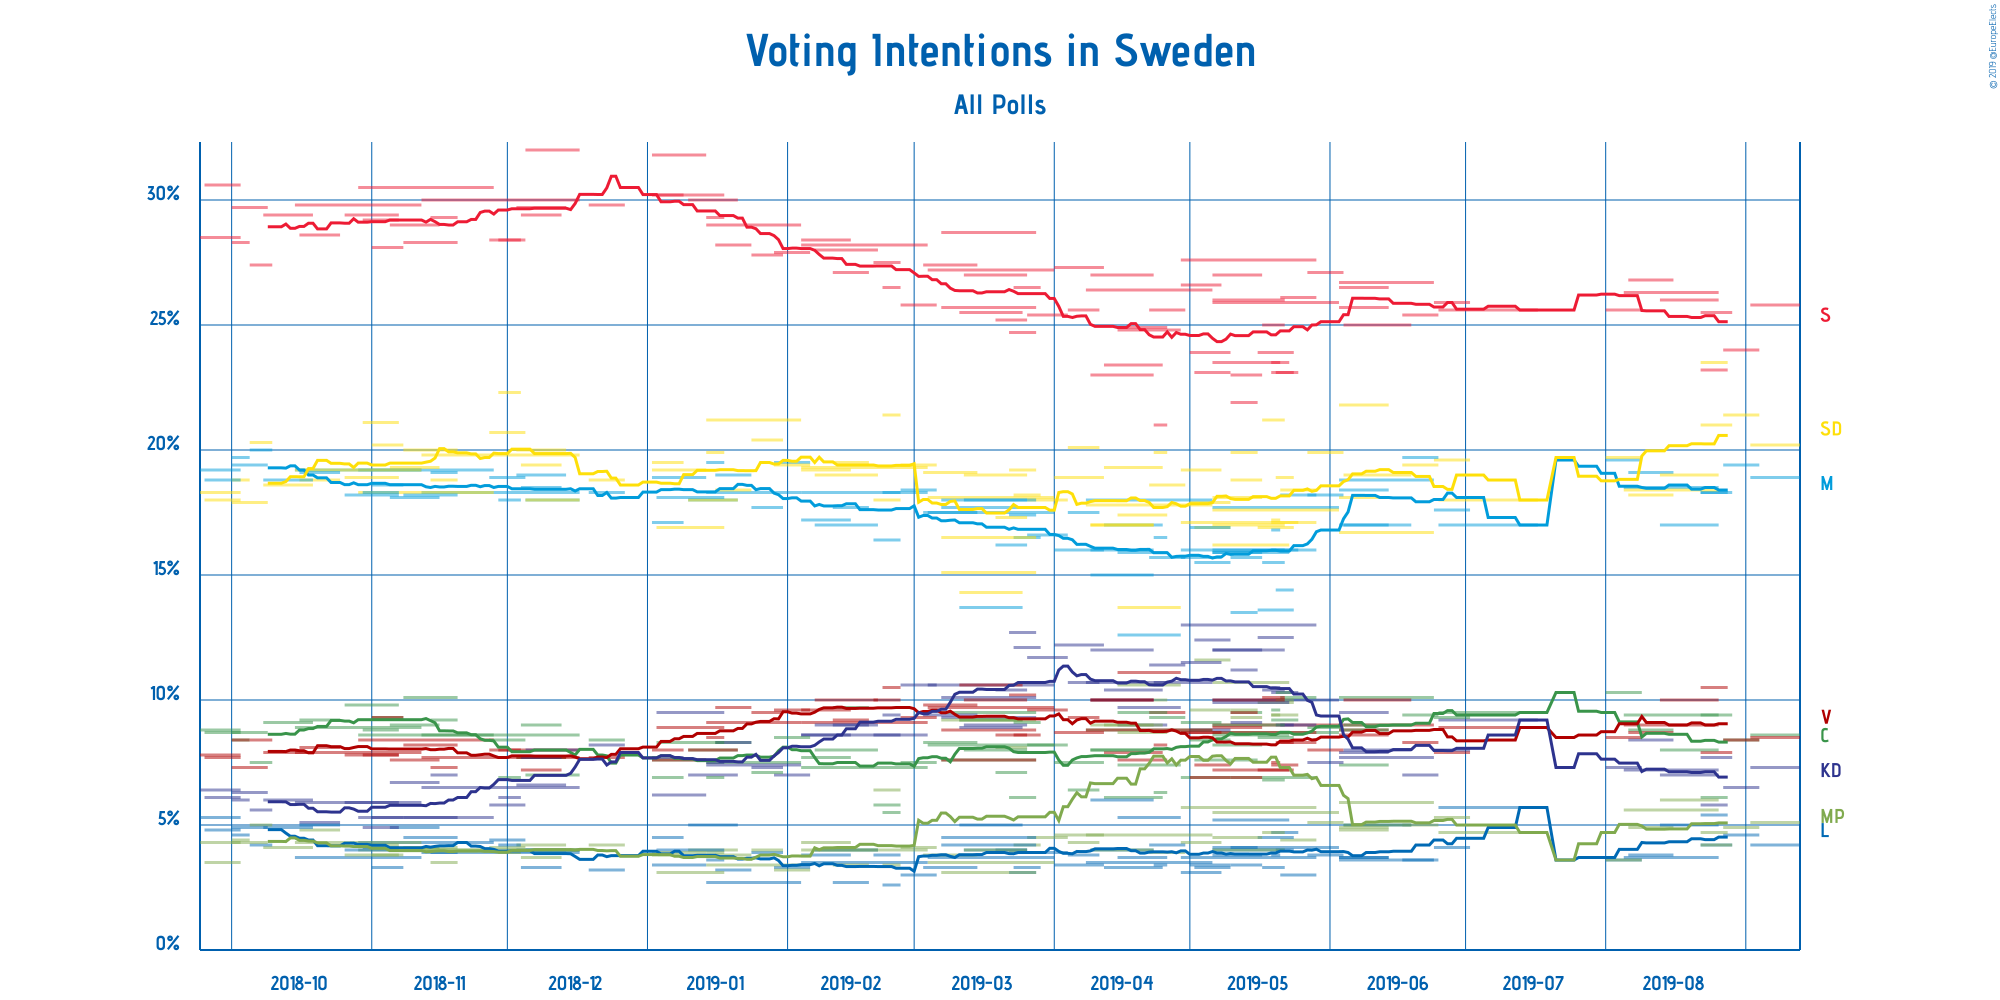 Voting Intentions in Sweden
© 2019 @EuropeElects
All Polls
30%
25%
20%
15%
10%
5%
0%
S
SD
M
V
C
KD
MP
L
2018-10 2018-11 2018-12 2019-01 2019-02 2019-03 2019-04 2019-05 2019-06 2019-07 2019-08